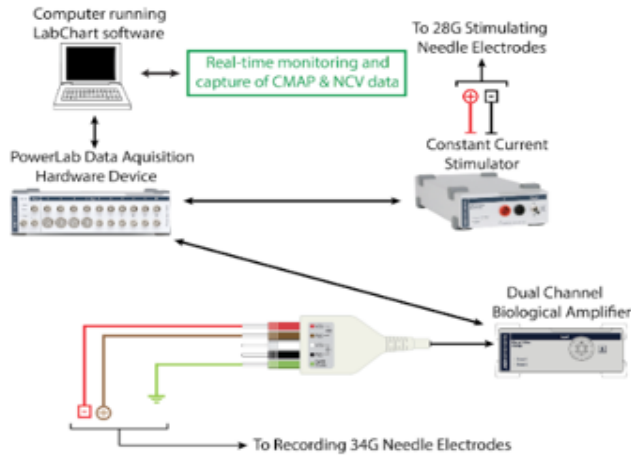 Computer running
LabChart software
Real-time monitoring and
capture of CMAP & NCV data
To 28G Stimulating
Needle Electrodes
PowerLab Data Aquisition
Hardware Device
Constant Current
Stimulator
Dual Channel
Biological Amplifier
To Recording 34G Needle Electrodes